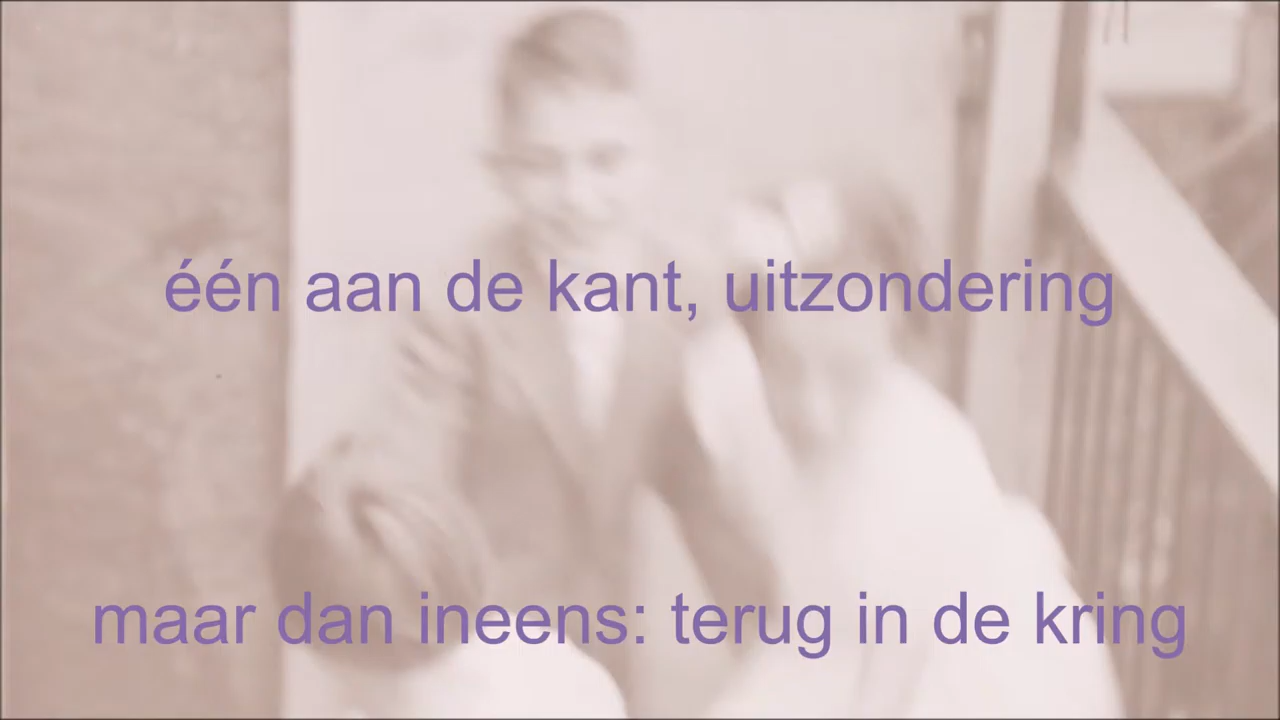 één aan de kant, uitzondering
maar dan ineens: terug in de kring